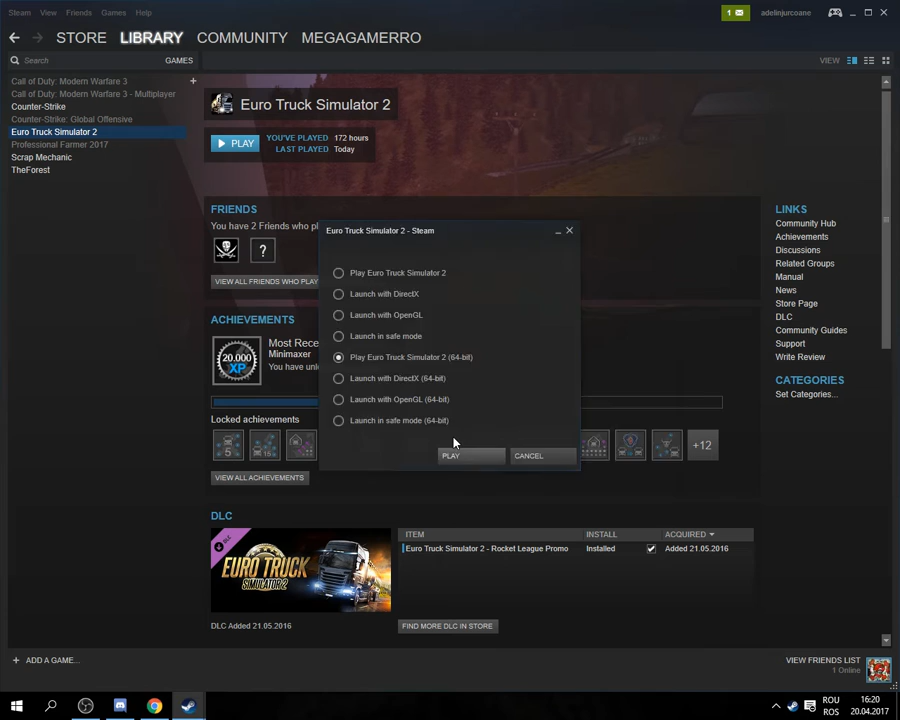 Steam View Friends Games Help
1
adelinjurcoane
STORE LIBRARY COMMUNITY MEGAGAMERRO
Search GAMES
VIEW
Call of Duty: Modern Warfare 3
Call of Duty: Modern Warfare 3 - Multiplayer
Counter-Strike
Counter-Strike: Global Offensive
Euro Truck Simulator 2
Professional Farmer 2017
Scrap Mechanic
TheForest
Euro Truck Simulator 2
PLAY
YOU'VE PLAYED 172 hours
LAST PLAYED Today
FRIENDS
You have 2 Friends who pl
?
VIEW ALL FRIENDS WHO PLAY
ACHIEVEMENTS
20.000
XP
Most Rece
Minimaxer
You have unl
Locked achievements
5
15
+12
VIEW ALL ACHIEVEMENTS
Euro Truck Simulator 2 - Steam
Play Euro Truck Simulator 2
Launch with DirectX
Launch with OpenGL
Launch in safe mode
Play Euro Truck Simulator 2 (64-bit)
Launch with DirectX (64-bit)
Launch with OpenGL (64-bit)
Launch in safe mode (64-bit)
PLAY CANCEL
DLC
DLC
EURO TRUCK
SIMULATOR 2
DLC Added 21.05.2016
ITEM INSTALL ACQUIRED
Euro Truck Simulator 2 - Rocket League Promo Installed Added 21.05.2016
FIND MORE DLC IN STORE
LINKS
Community Hub
Achievements
Discussions
Related Groups
Manual
News
Store Page
DLC
Community Guides
Support
Write Review
CATEGORIES
Set Categories...
+ ADD A GAME...
VIEW FRIENDS LIST
1 Online
ROU
ROS
16:20
20.04.2017